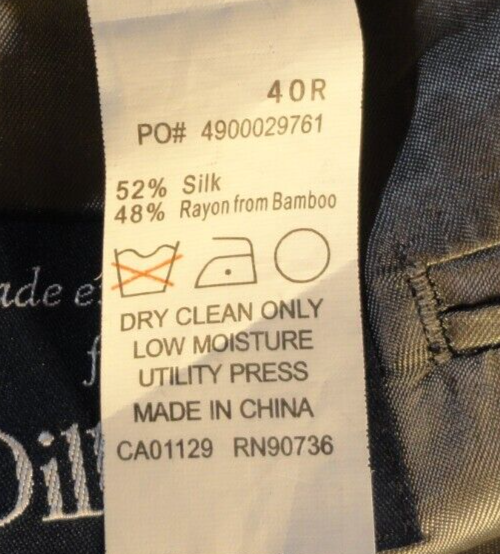 40R
PO# 4900029761
52% Silk
48% Rayon from Bamboo
DRY CLEAN ONLY
LOW MOISTURE
UTILITY PRESS
MADE IN CHINA
CA01129 RN90736